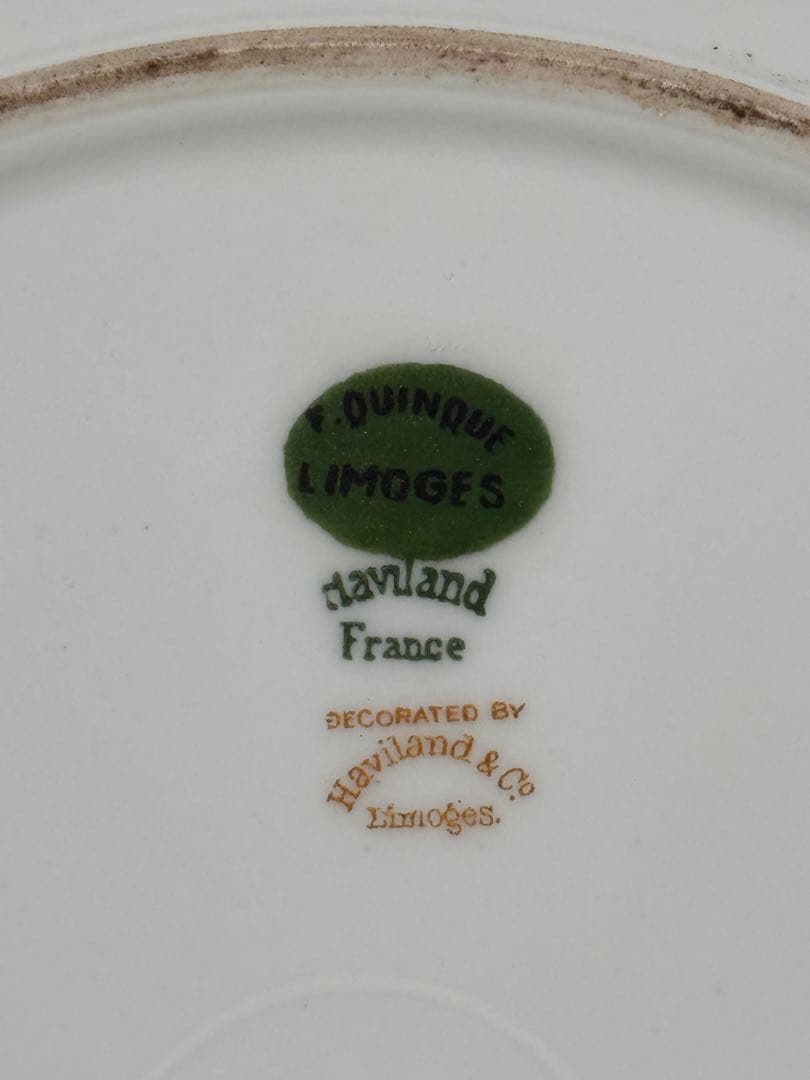 F. QUINQUE
LIMOGES
Haviland
France
DECORATED BY
Haviland & Co
Limoges.